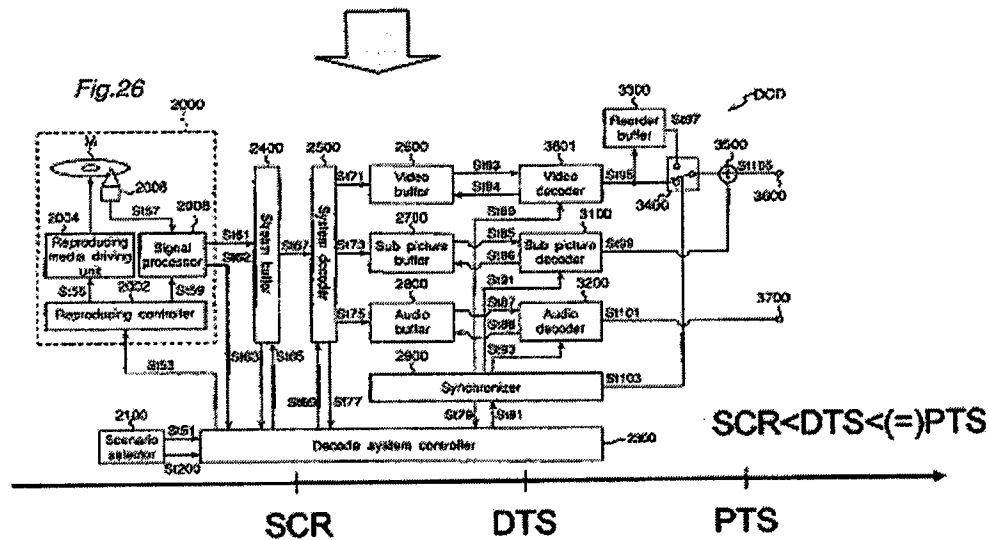 Fig.26
2000
M
2006
St57
2008
2004
Reproducing
media driving
unit
Signal
processor
St55
2002
St59
Reproducing controller
St53
St61
St62
2400
Stream buffer
St67
2500
System decoder
St63
St65
St69
St77
St71
St73
St75
2600
Video
buffer
2700
Sub picture
buffer
2800
Audio
buffer
St83
St84
St89
St85
St86
St91
St87
St88
St93
3801
Video
decoder
3100
Sub picture
decoder
3200
Audio
decoder
3300
Reorder
buffer
St97
St95
3400
St99
St101
St103
DCD
3500
St105
3600
3700
2900
Synchronizer
St79
St81
2100
Scenario
selector
St51
St200
Decode system controller
2300
SCR<DTS<(=)PTS
SCR
DTS
PTS